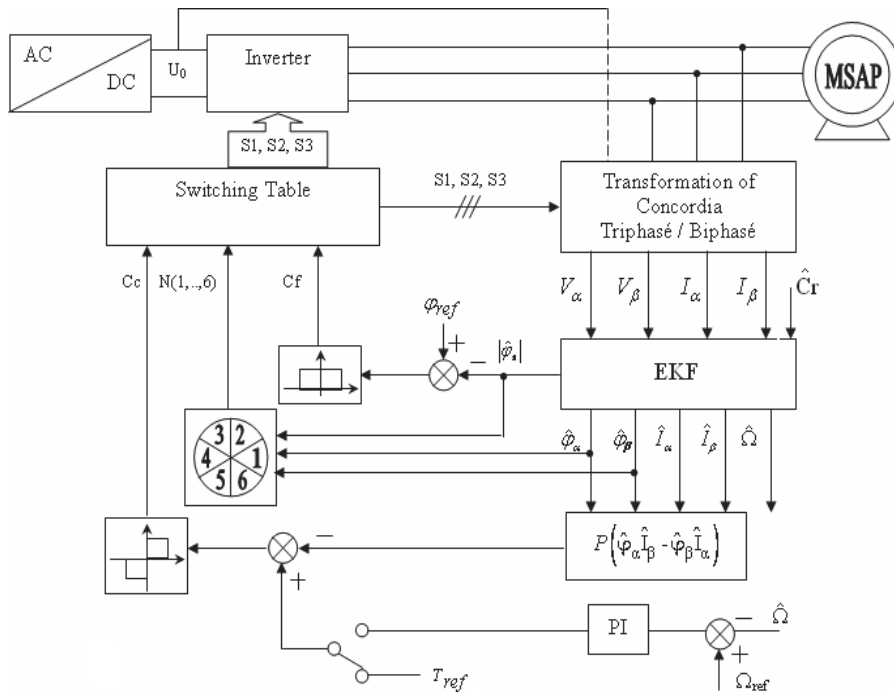 AC
DC
U0
Inverter
MSAP
S1, S2, S3
Switching Table
S1, S2, S3
Transformation of
Concordia
Triphasé / Biphasé
Cc
N(1,..,6)
Cf
Vα
Vβ
Iα
Iβ
Ĉr
φref
+
−
|φ̂s|
EKF
3 2
4 1
5 6
φ̂α
φ̂β
Îα
Îβ
Ω̂
−
+
P(φ̂αÎβ - φ̂βÎα)
PI
−
Ω̂
+
Tref
Ωref